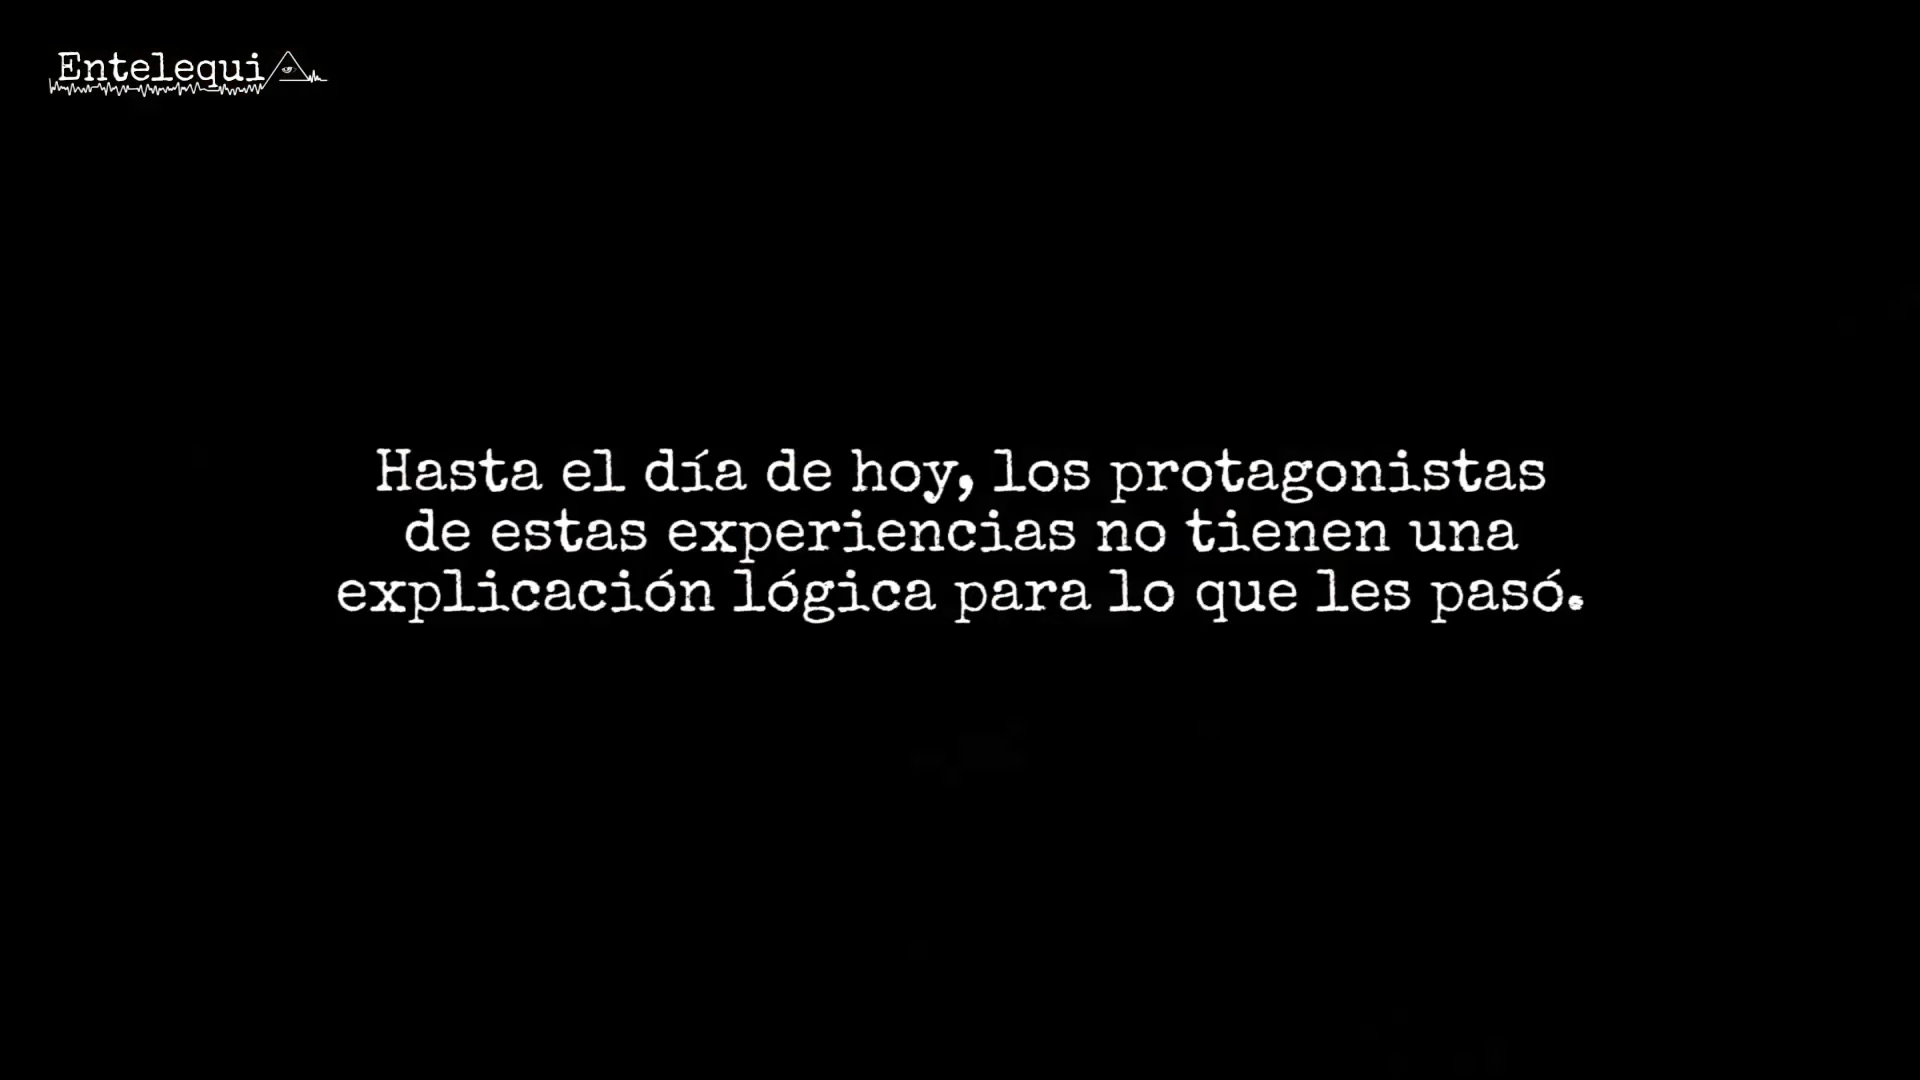 Entelequia
Hasta el día de hoy, los protagonistas
de estas experiencias no tienen una
explicación lógica para lo que les pasó.